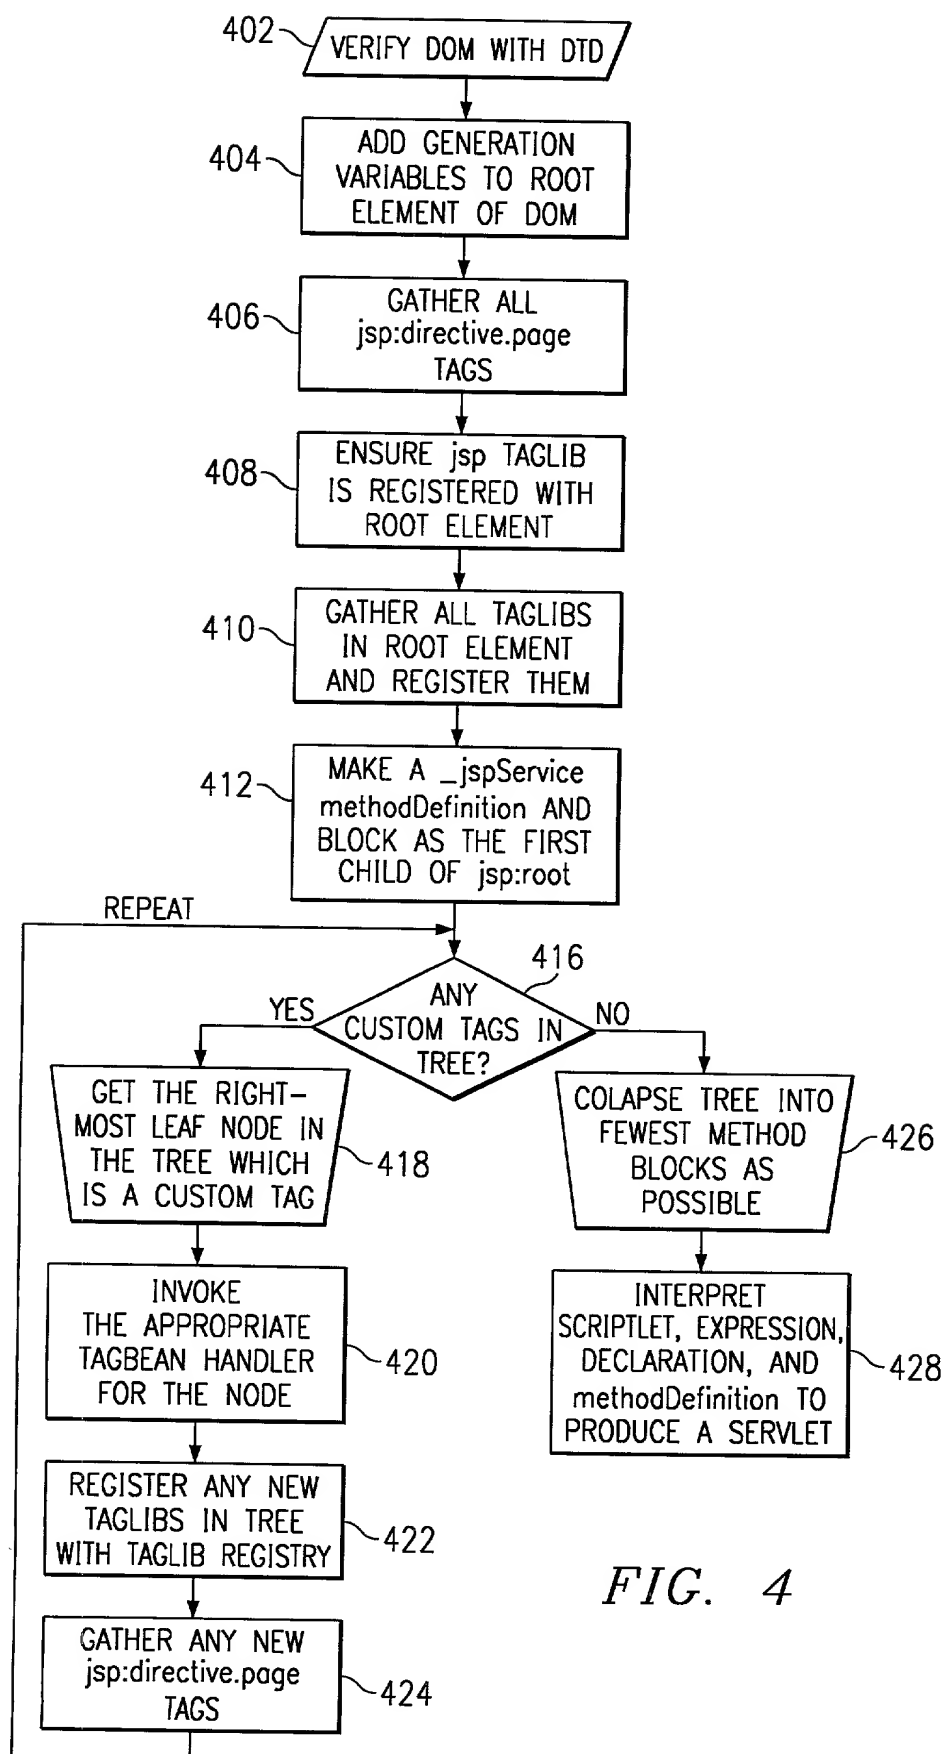 402
VERIFY DOM WITH DTD
404
ADD GENERATION
VARIABLES TO ROOT
ELEMENT OF DOM
406
GATHER ALL
jsp:directive.page
TAGS
408
ENSURE jsp TAGLIB
IS REGISTERED WITH
ROOT ELEMENT
410
GATHER ALL TAGLIBS
IN ROOT ELEMENT
AND REGISTER THEM
412
MAKE A _jspService
methodDefinition AND
BLOCK AS THE FIRST
CHILD OF jsp:root
REPEAT
416
ANY
CUSTOM TAGS IN
TREE?
YES
NO
GET THE RIGHT-
MOST LEAF NODE IN
THE TREE WHICH
IS A CUSTOM TAG
418
COLAPSE TREE INTO
FEWEST METHOD
BLOCKS AS
POSSIBLE
426
INVOKE
THE APPROPRIATE
TAGBEAN HANDLER
FOR THE NODE
420
INTERPRET
SCRIPTLET, EXPRESSION,
DECLARATION, AND
methodDefinition TO
PRODUCE A SERVLET
428
REGISTER ANY NEW
TAGLIBS IN TREE
WITH TAGLIB REGISTRY
422
GATHER ANY NEW
jsp:directive.page
TAGS
424
FIG. 4